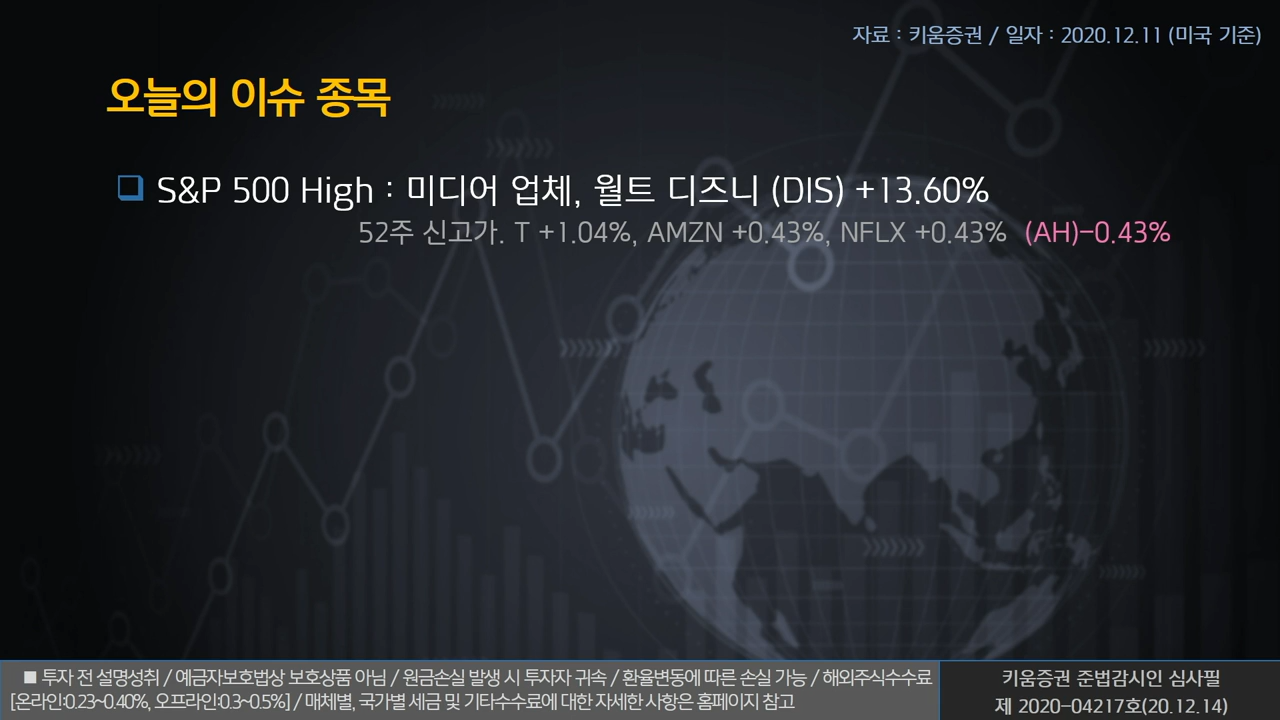 자료 : 키움증권 / 일자 : 2020.12.11 (미국 기준)
오늘의 이슈 종목
S&P 500 High : 미디어 업체, 월트 디즈니 (DIS) +13.60%
52주 신고가. T +1.04%, AMZN +0.43%, NFLX +0.43% (AH)-0.43%
■ 투자 전 설명성취 / 예금자보호법상 보호상품 아님 / 원금손실 발생 시 투자자 귀속 / 환율변동에 따른 손실 가능 / 해외주식수수료
[온라인:0.23~0.40%, 오프라인:0.3~0.5%] / 매체별, 국가별 세금 및 기타수수료에 대한 자세한 사항은 홈페이지 참고
키움증권 준법감시인 심사필
제 2020-04217호(20.12.14)